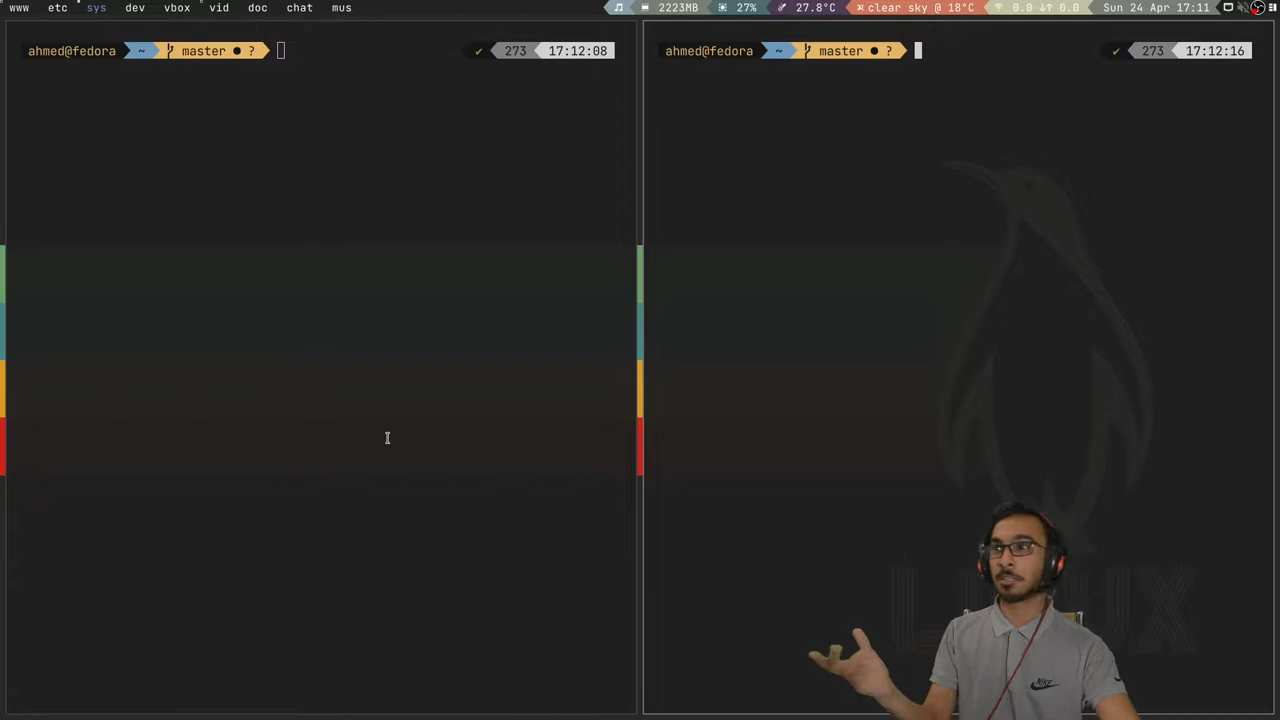 www etc sys dev vbox vid doc chat mus 2223MB 27% 27.8°C clear sky @ 18°C 0.0 0.0 Sun 24 Apr 17:11
ahmed@fedora ~ master ● ? ✓ 273 17:12:08
ahmed@fedora ~ master ● ? ✓ 273 17:12:16
LINUX
NIKE